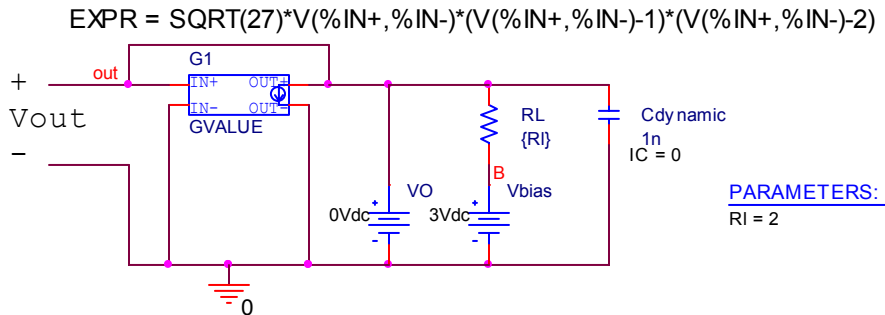 EXPR = SQRT(27)*V(%IN+,%IN-)*(V(%IN+,%IN-)-1)*(V(%IN+,%IN-)-2)
G1
+
out
IN+ OUT+
Vout
IN- OUT-
GVALUE
-
RL
{Rl}
Cdynamic
1n
IC = 0
B
VO
0Vdc
+
-
Vbias
3Vdc
+
-
PARAMETERS:
Rl = 2
0